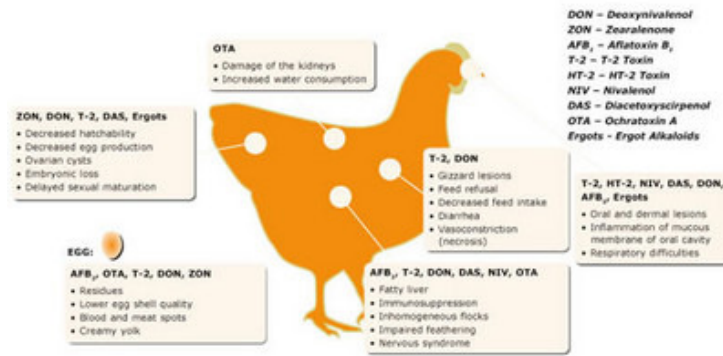 DON – Deoxynivalenol
ZON – Zearalenone
AFB₁ – Aflatoxin B₁
T-2 – T-2 Toxin
HT-2 – HT-2 Toxin
NIV – Nivalenol
DAS – Diacetoxyscirpenol
OTA – Ochratoxin A
Ergots - Ergot Alkaloids
OTA
• Damage of the kidneys
• Increased water consumption
ZON, DON, T-2, DAS, Ergots
• Decreased hatchability
• Decreased egg production
• Ovarian cysts
• Embryonic loss
• Delayed sexual maturation
T-2, DON
• Gizzard lesions
• Feed refusal
• Decreased feed intake
• Diarrhea
• Vasoconstriction
(necrosis)
T-2, HT-2, NIV, DAS, DON,
AFB₁, Ergots
• Oral and dermal lesions
• Inflammation of mucous
membrane of oral cavity
• Respiratory difficulties
EGG:
AFB₁, OTA, T-2, DON, ZON
• Residues
• Lower egg shell quality
• Blood and meat spots
• Creamy yolk
AFB₁, T-2, DON, DAS, NIV, OTA
• Fatty liver
• Immunosuppression
• Inhomogeneous flocks
• Impaired feathering
• Nervous syndrome